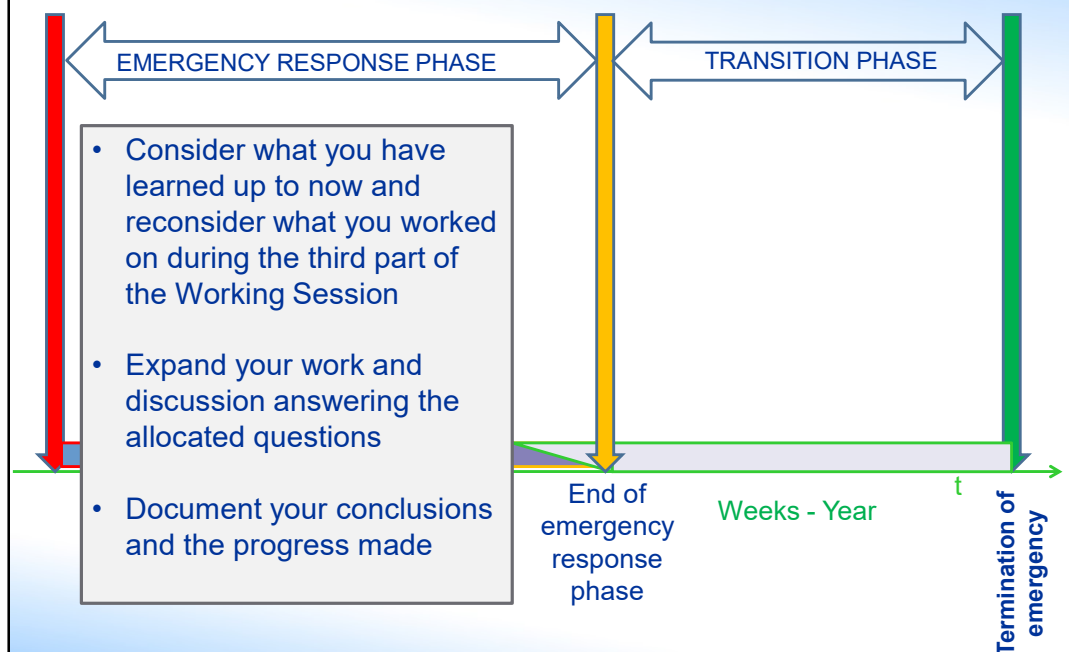 EMERGENCY RESPONSE PHASE
TRANSITION PHASE
• Consider what you have
learned up to now and
reconsider what you worked
on during the third part of
the Working Session
• Expand your work and
discussion answering the
allocated questions
• Document your conclusions
and the progress made
End of
emergency
response
phase
Weeks - Year
t
Termination of
emergency